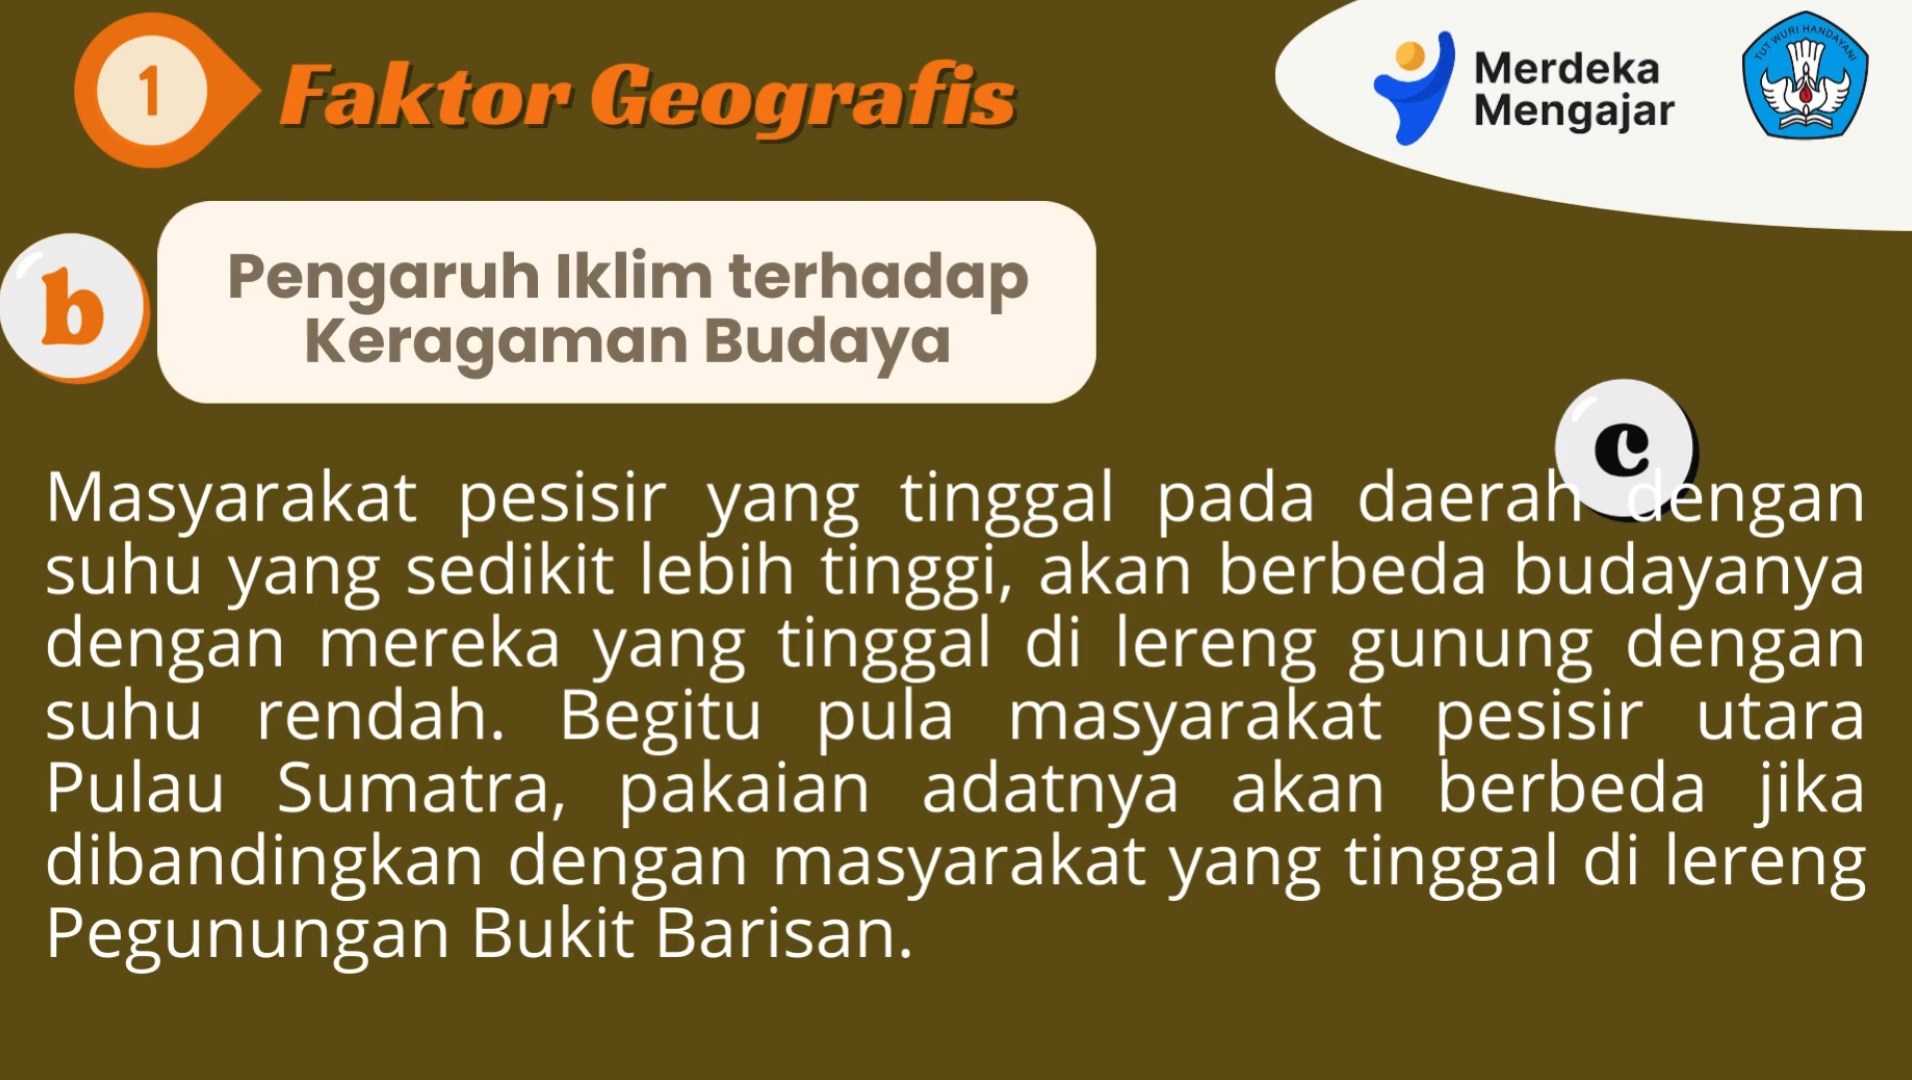 1
Faktor Geografis
Merdeka
Mengajar
TUT WURI HANDAYANI
b
Pengaruh Iklim terhadap
Keragaman Budaya
c
Masyarakat pesisir yang tinggal pada daerah dengan
suhu yang sedikit lebih tinggi, akan berbeda budayanya
dengan mereka yang tinggal di lereng gunung dengan
suhu rendah. Begitu pula masyarakat pesisir utara
Pulau Sumatra, pakaian adatnya akan berbeda jika
dibandingkan dengan masyarakat yang tinggal di lereng
Pegunungan Bukit Barisan.